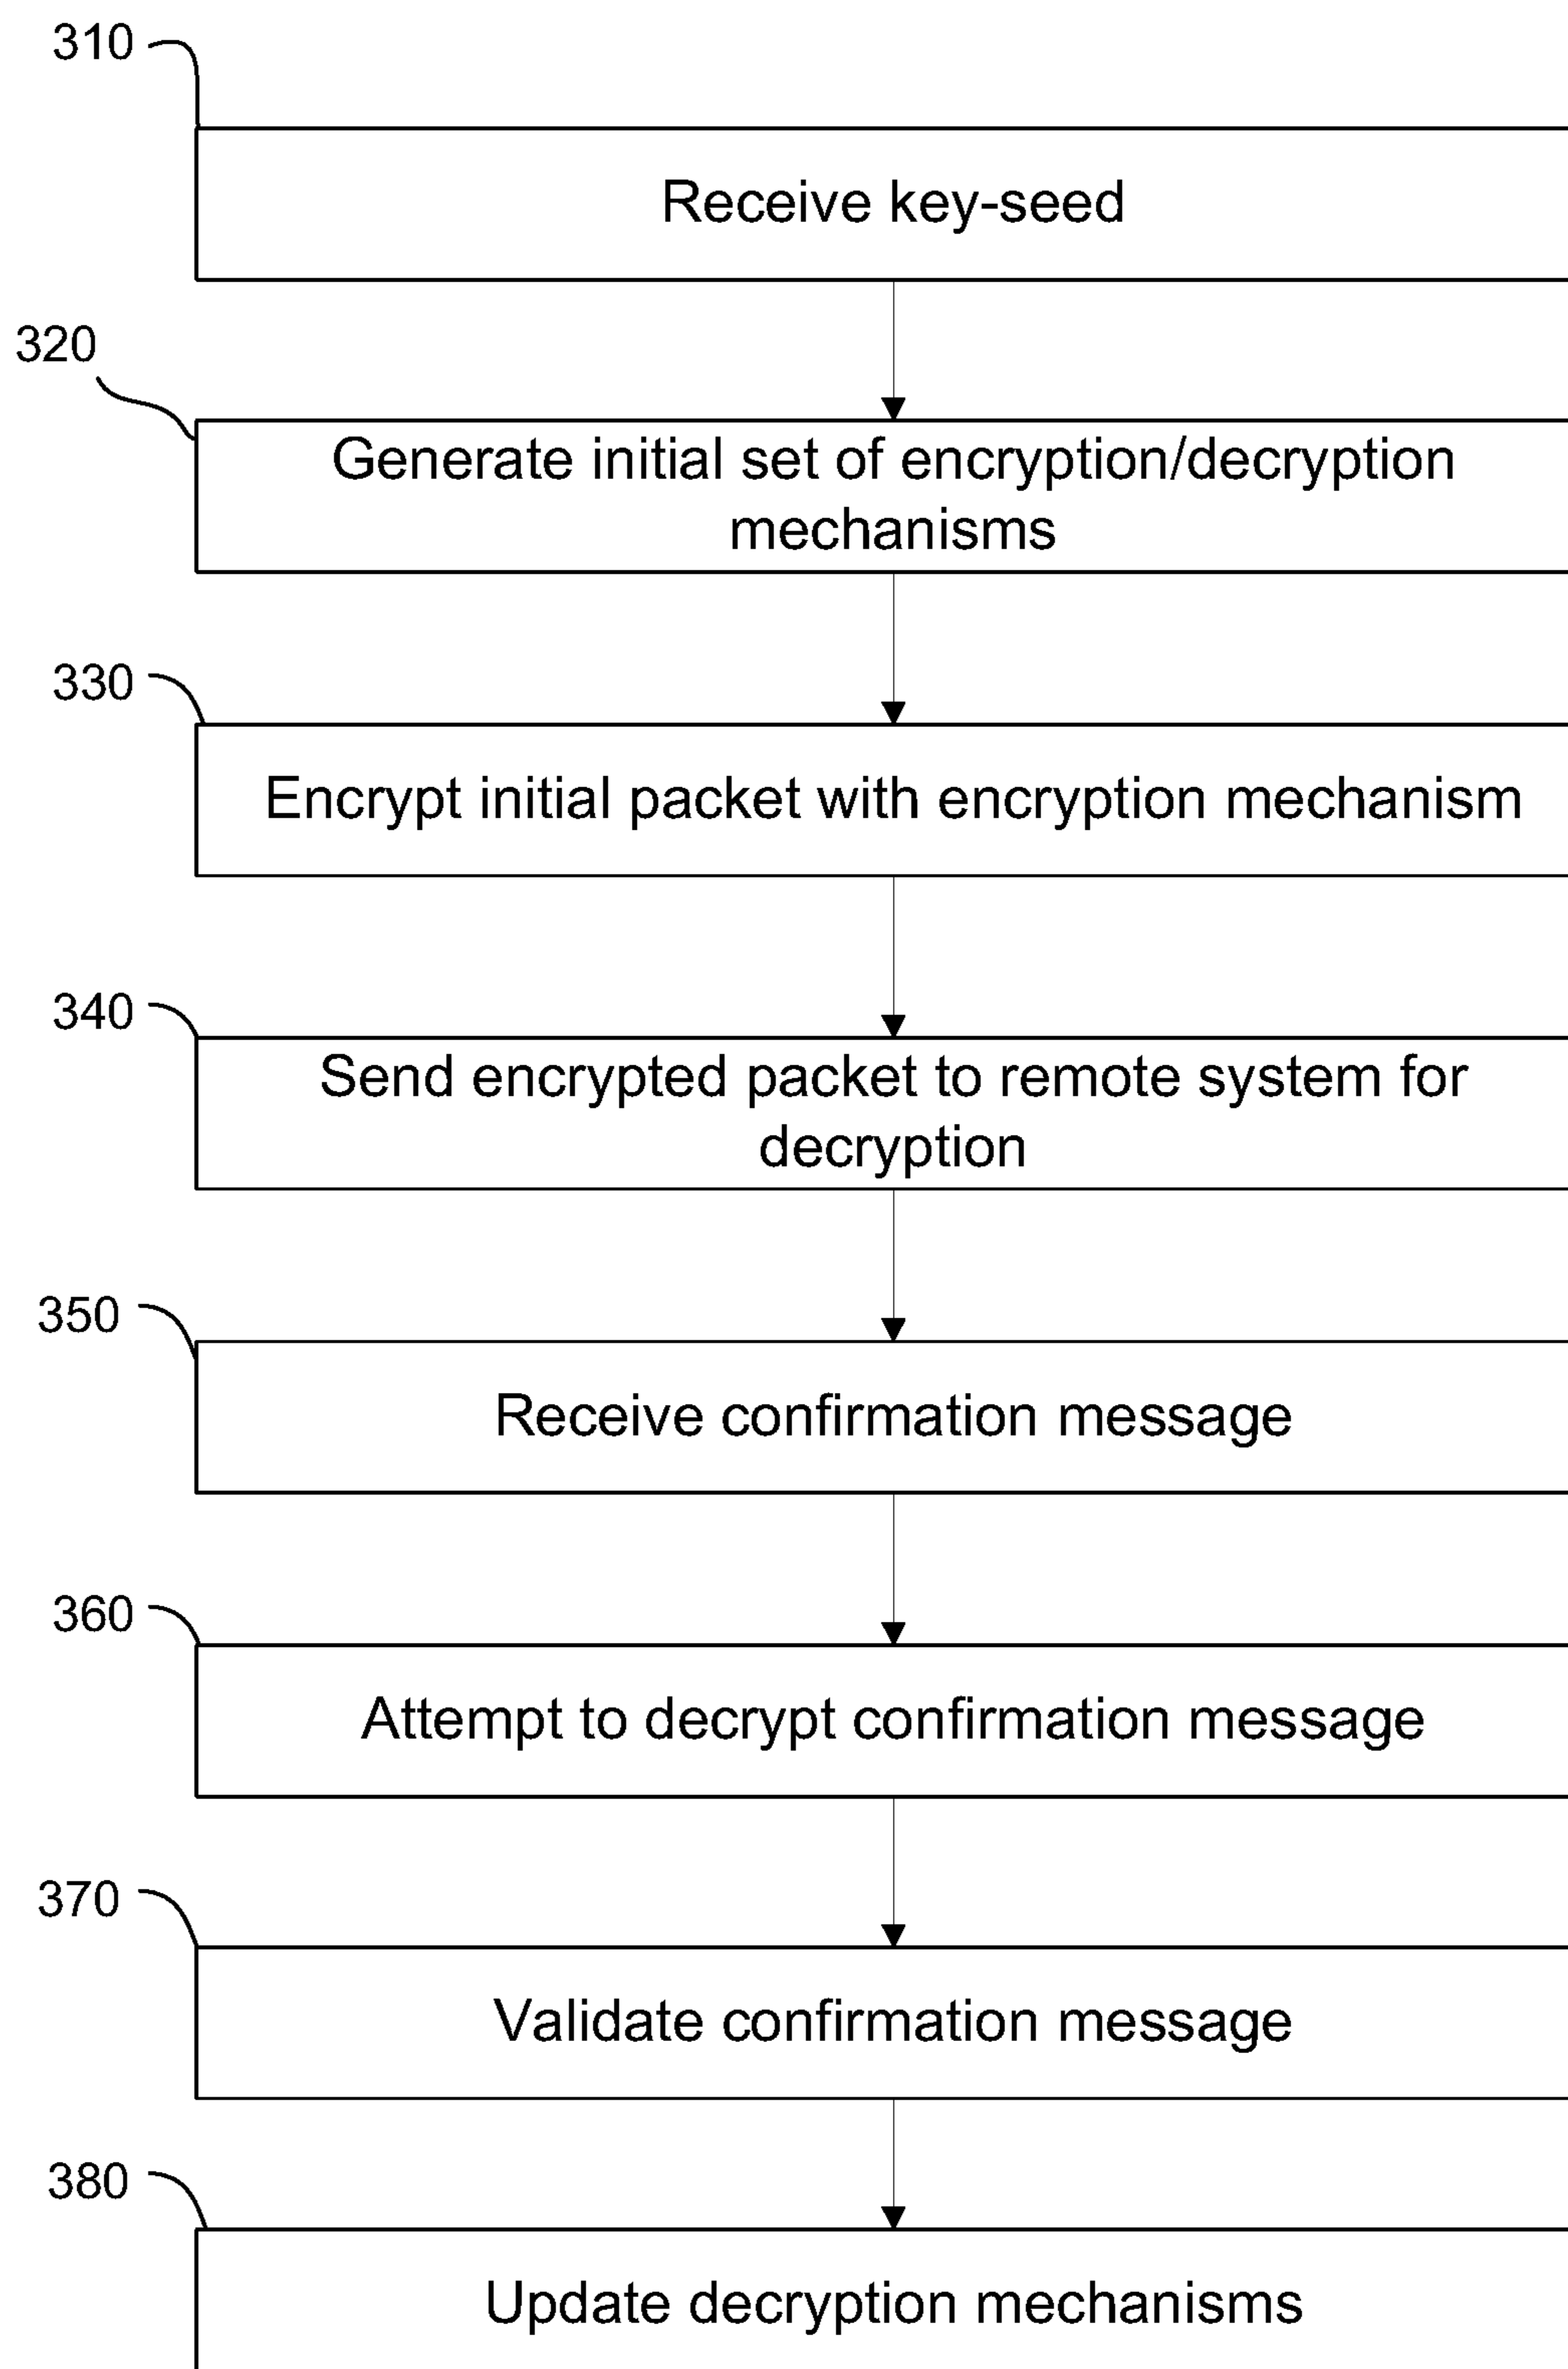 310
Receive key-seed
320
Generate initial set of encryption/decryption
mechanisms
330
Encrypt initial packet with encryption mechanism
340
Send encrypted packet to remote system for
decryption
350
Receive confirmation message
360
Attempt to decrypt confirmation message
370
Validate confirmation message
380
Update decryption mechanisms